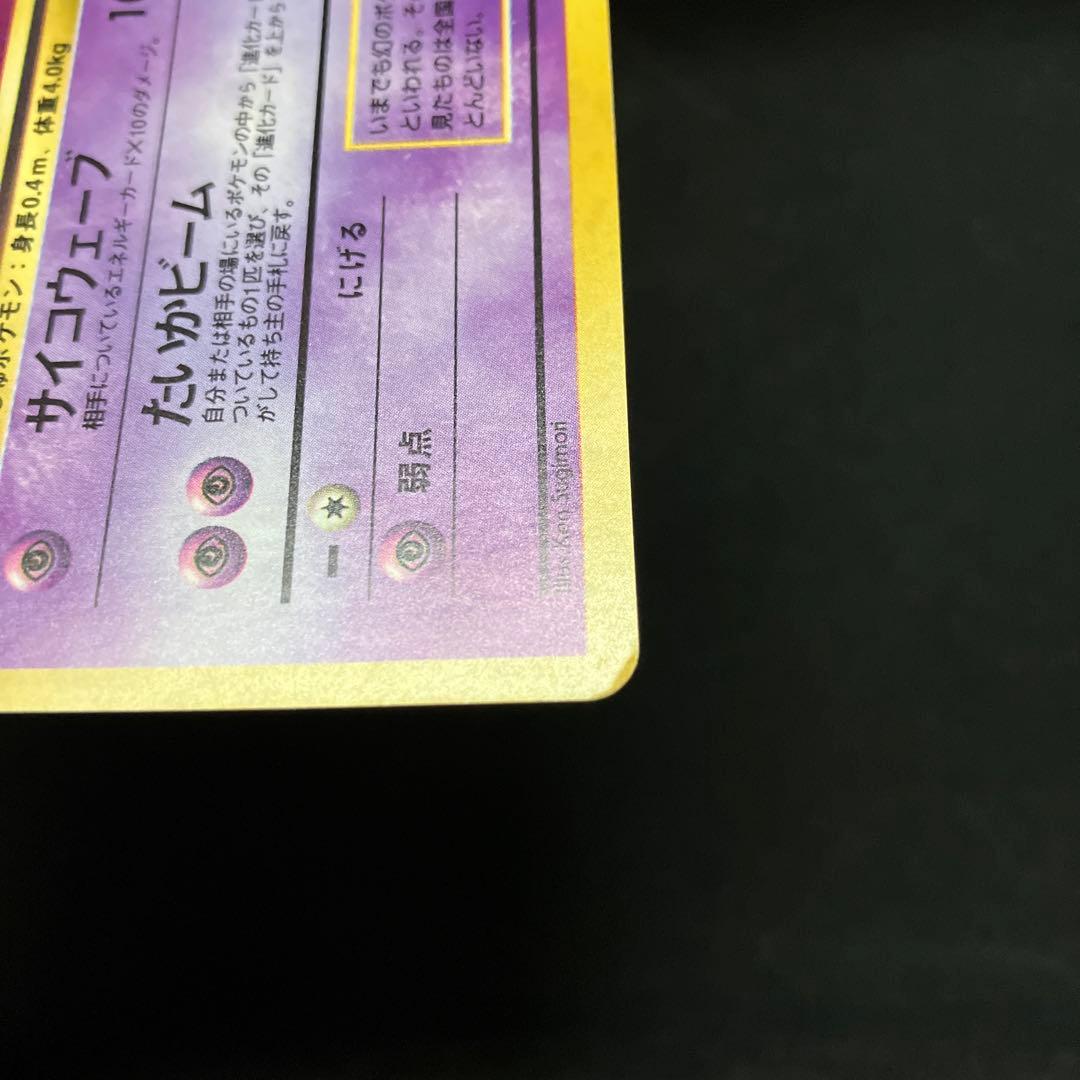 ゅポケモン：身長0.4m、体重4.0kg
サイコウェーブ
10
相手についているエネルギーカード×10のダメージ。
たいかビーム
自分または相手の場にいるポケモンの中から「進化カード
ついているもの1匹を選び、その「進化カード」を上から
がして持ち主の手札に戻す。
にげる
弱点
いまでも幻のポ
といわれる。そ
見たものは全国
とんどいない。
Illus. Ken Sugimori